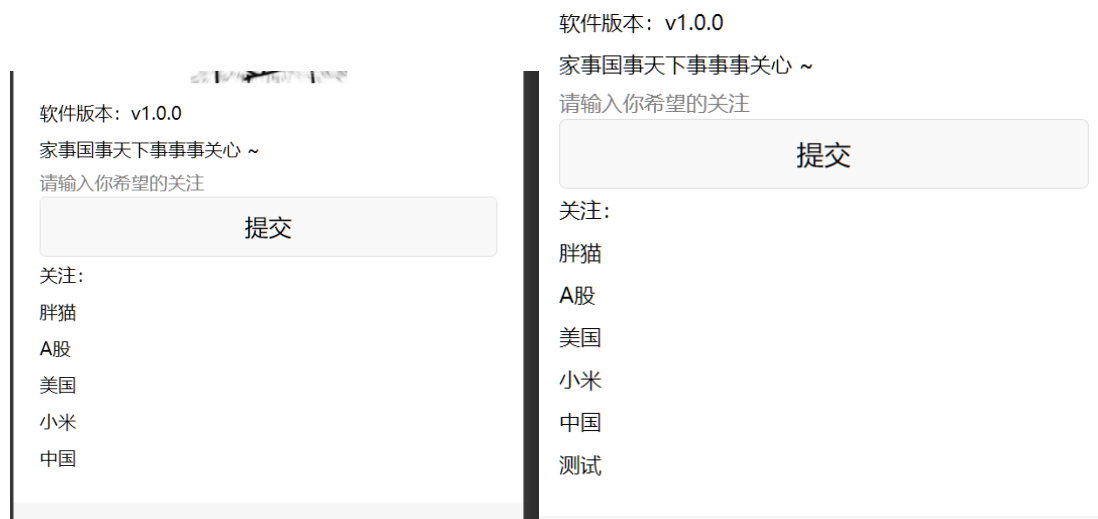 软件版本：v1.0.0
家事国事天下事事事关心 ~
请输入你希望的关注
提交
关注：
胖猫
A股
美国
小米
中国
软件版本：v1.0.0
家事国事天下事事事关心 ~
请输入你希望的关注
提交
关注：
胖猫
A股
美国
小米
中国
测试